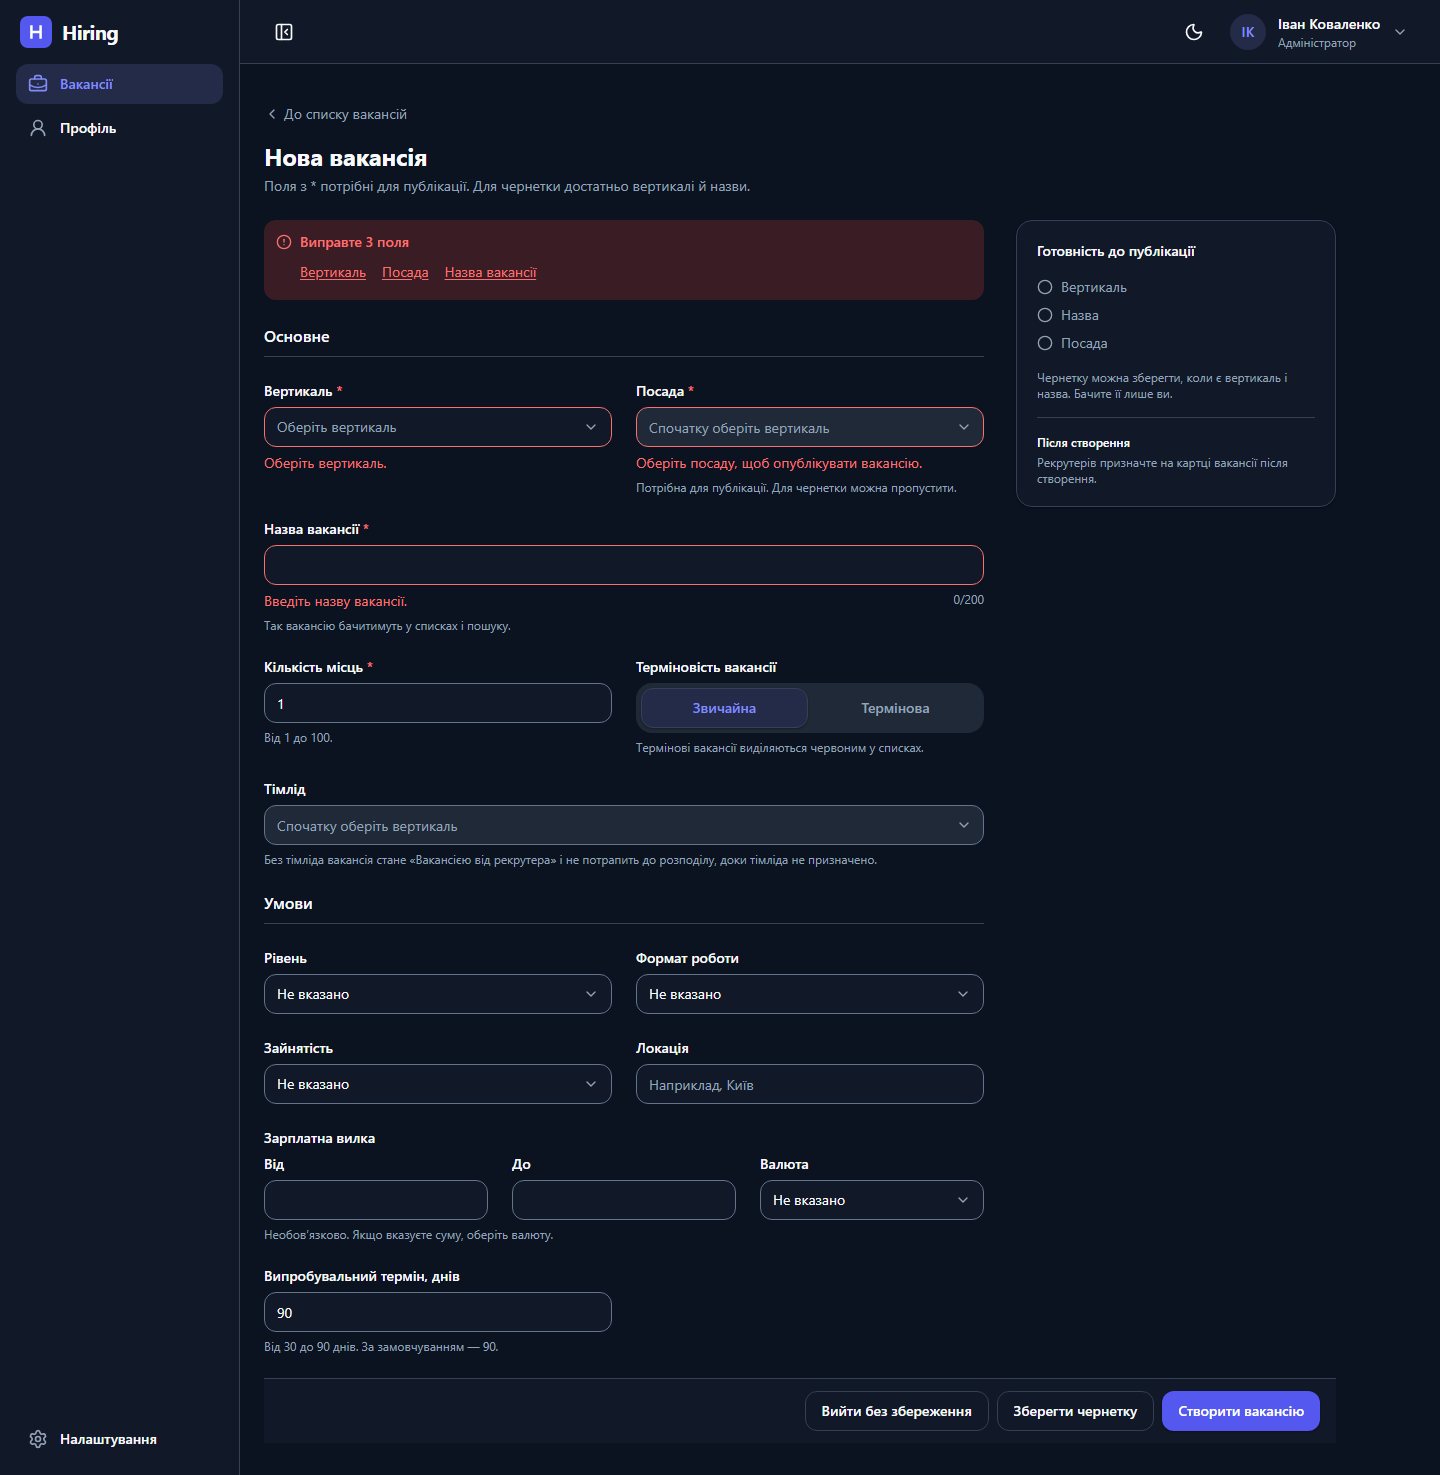 H Hiring
Вакансії
Профіль
Налаштування
ІК
Іван Коваленко
Адміністратор
До списку вакансій
Нова вакансія
Поля з * потрібні для публікації. Для чернетки достатньо вертикалі й назви.
Виправте 3 поля
Вертикаль Посада Назва вакансії
Основне
Вертикаль *
Оберіть вертикаль
Оберіть вертикаль.
Посада *
Спочатку оберіть вертикаль
Оберіть посаду, щоб опублікувати вакансію.
Потрібна для публікації. Для чернетки можна пропустити.
Назва вакансії *
Введіть назву вакансії.
0/200
Так вакансію бачитимуть у списках і пошуку.
Кількість місць *
1
Від 1 до 100.
Терміновість вакансії
Звичайна Термінова
Термінові вакансії виділяються червоним у списках.
Тімлід
Спочатку оберіть вертикаль
Без тімліда вакансія стане «Вакансією від рекрутера» і не потрапить до розподілу, доки тімліда не призначено.
Умови
Рівень
Не вказано
Формат роботи
Не вказано
Зайнятість
Не вказано
Локація
Наприклад, Київ
Зарплатна вилка
Від
До
Валюта
Не вказано
Необов'язково. Якщо вказуєте суму, оберіть валюту.
Випробувальний термін, днів
90
Від 30 до 90 днів. За замовчуванням — 90.
Вийти без збереження
Зберегти чернетку
Створити вакансію
Готовність до публікації
Вертикаль
Назва
Посада
Чернетку можна зберегти, коли є вертикаль і
назва. Бачите її лише ви.
Після створення
Рекрутерів призначте на картці вакансії після
створення.